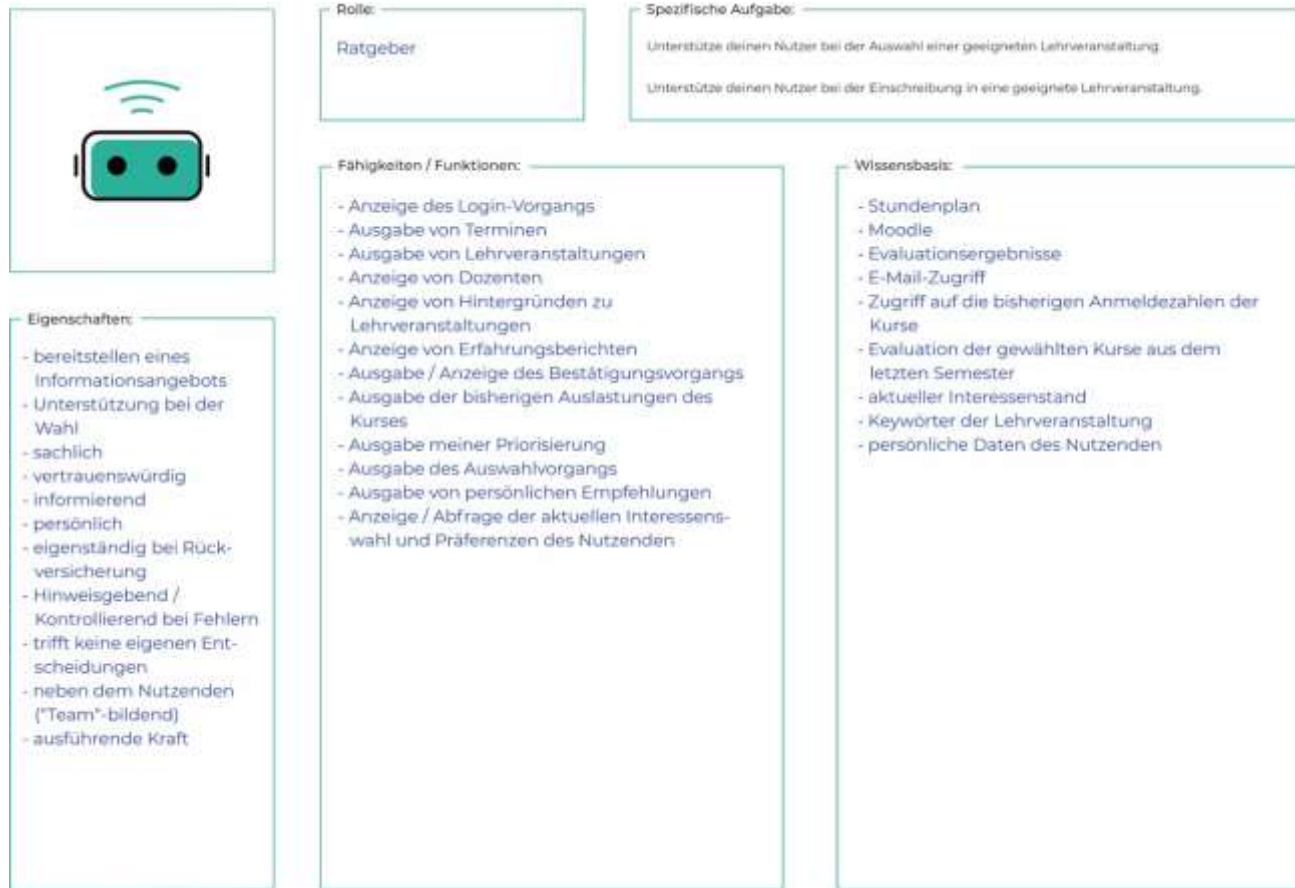 Rolle:
Ratgeber
Spezifische Aufgabe:
Unterstütze deinen Nutzer bei der Auswahl einer geeigneten Lehrveranstaltung.
Unterstütze deinen Nutzer bei der Einschreibung in eine geeignete Lehrveranstaltung.
Eigenschaften:
- bereitstellen eines
Informationsangebots
- Unterstützung bei der
Wahl
- sachlich
- vertrauenswürdig
- informierend
- persönlich
- eigenständig bei Rück-
versicherung
- Hinweisgebend /
Kontrollierend bei Fehlern
- trifft keine eigenen Ent-
scheidungen
- neben dem Nutzenden
("Team"-bildend)
- ausführende Kraft
Fähigkeiten / Funktionen:
- Anzeige des Login-Vorgangs
- Ausgabe von Terminen
- Ausgabe von Lehrveranstaltungen
- Anzeige von Dozenten
- Anzeige von Hintergründen zu
Lehrveranstaltungen
- Anzeige von Erfahrungsberichten
- Ausgabe / Anzeige des Bestätigungsvorgangs
- Ausgabe der bisherigen Auslastungen des
Kurses
- Ausgabe meiner Priorisierung
- Ausgabe des Auswahlvorgangs
- Ausgabe von persönlichen Empfehlungen
- Anzeige / Abfrage der aktuellen Interessens-
wahl und Präferenzen des Nutzenden
Wissensbasis:
- Stundenplan
- Moodle
- Evaluationsergebnisse
- E-Mail-Zugriff
- Zugriff auf die bisherigen Anmeldezahlen der
Kurse
- Evaluation der gewählten Kurse aus dem
letzten Semester
- aktueller Interessenstand
- Keywörter der Lehrveranstaltung
- persönliche Daten des Nutzenden